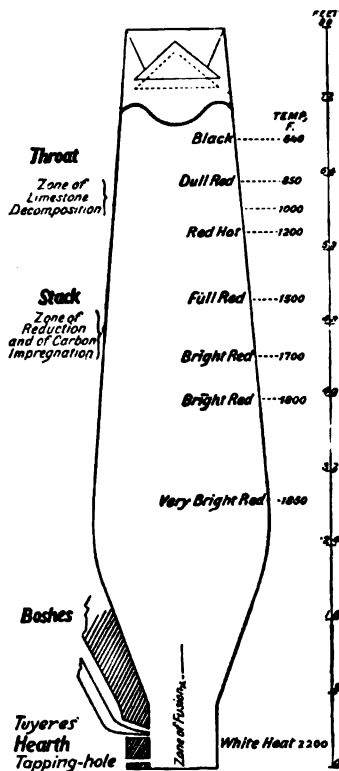 FEET
TEMP,
F.
Black 640
Throat
Dull Red 850
Zone of
Limestone
Decomposition
1000
Red Hot 1200
Stack
Full Red 1500
Zone of
Reduction
and of Carbon
Impregnation
Bright Red 1700
Bright Red 1800
Very Bright Red 1850
Boshes
Zone of Fusion
Tuyeres
Hearth
White Heat 2200
Tapping-hole